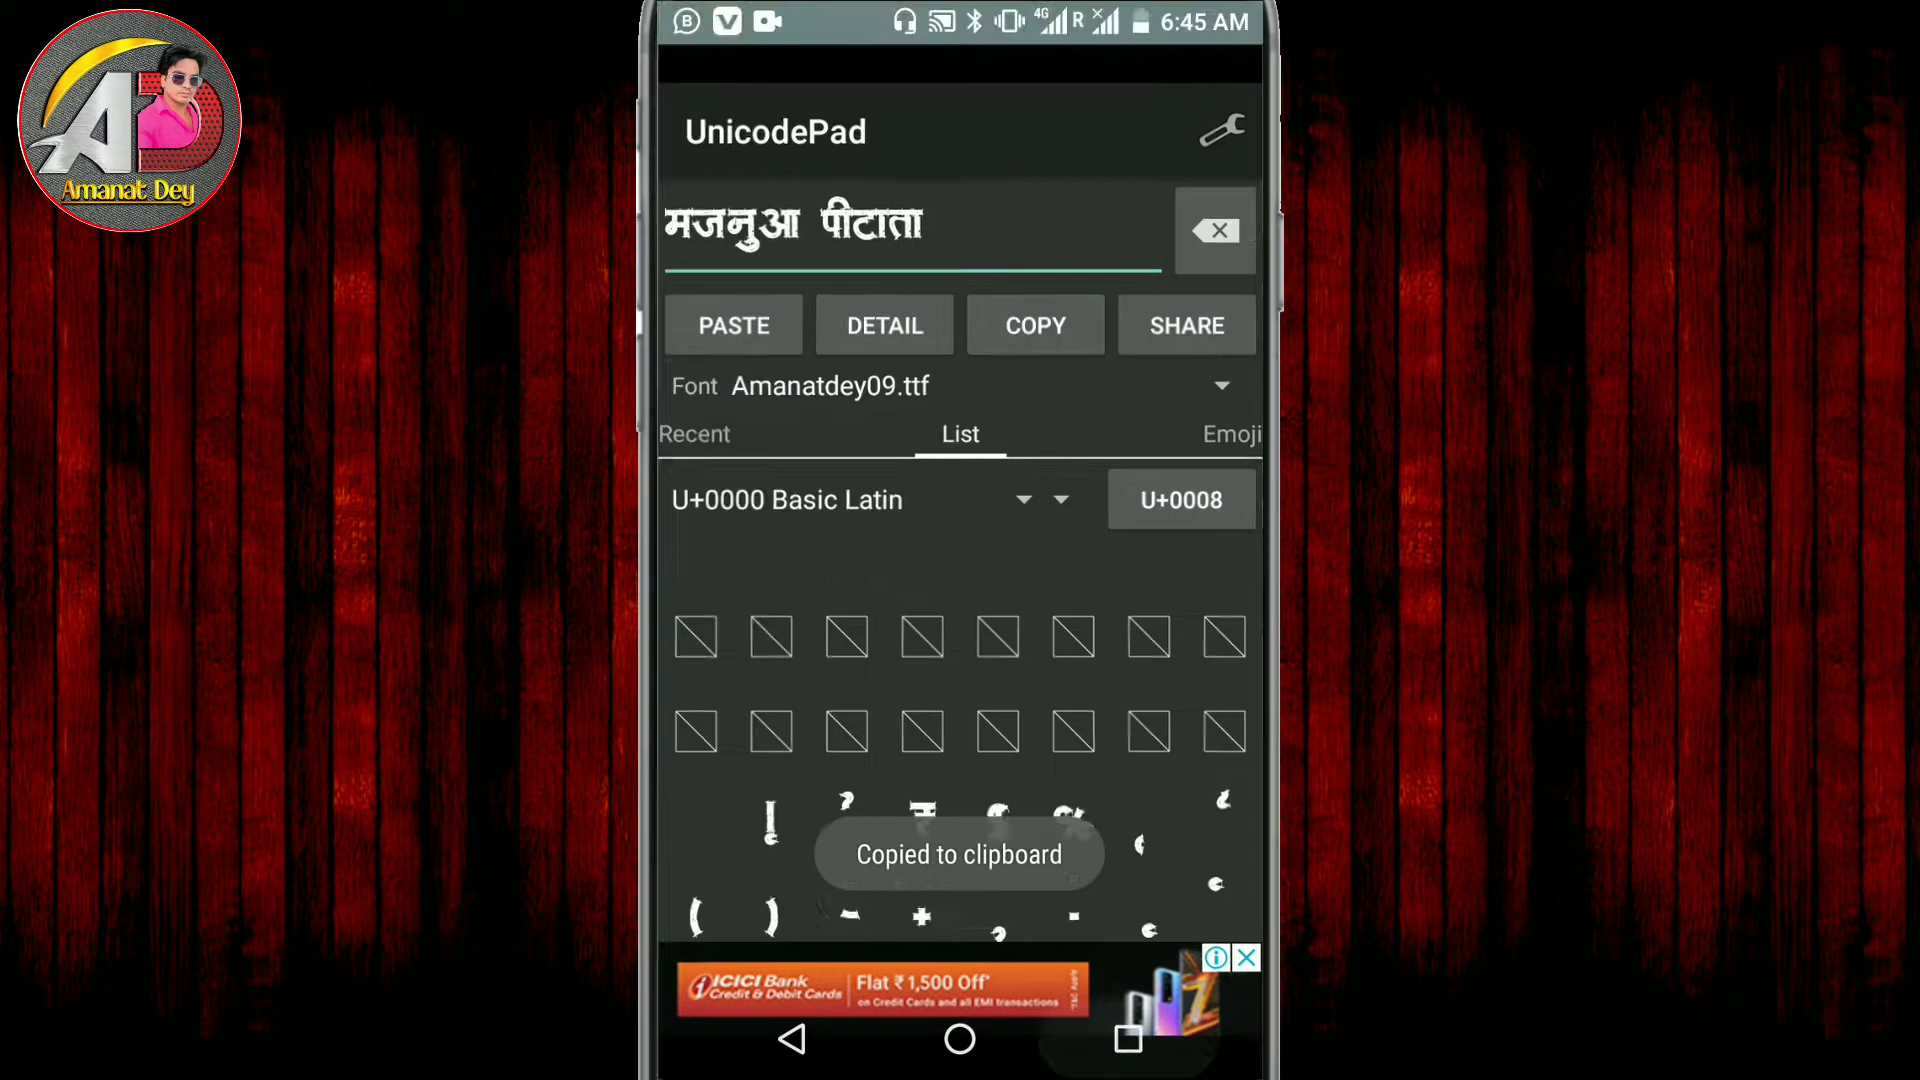 Amanat Dey
4G R 6:45 AM
UnicodePad
मजनुआ पीटाता
PASTE DETAIL COPY SHARE
Font Amanatdey09.ttf
Recent List Emoji
U+0000 Basic Latin U+0008
Copied to clipboard
( ) - +
ICICI Bank
Credit & Debit Cards
Flat ₹1,500 Off*
on Credit Cards and all EMI transactions